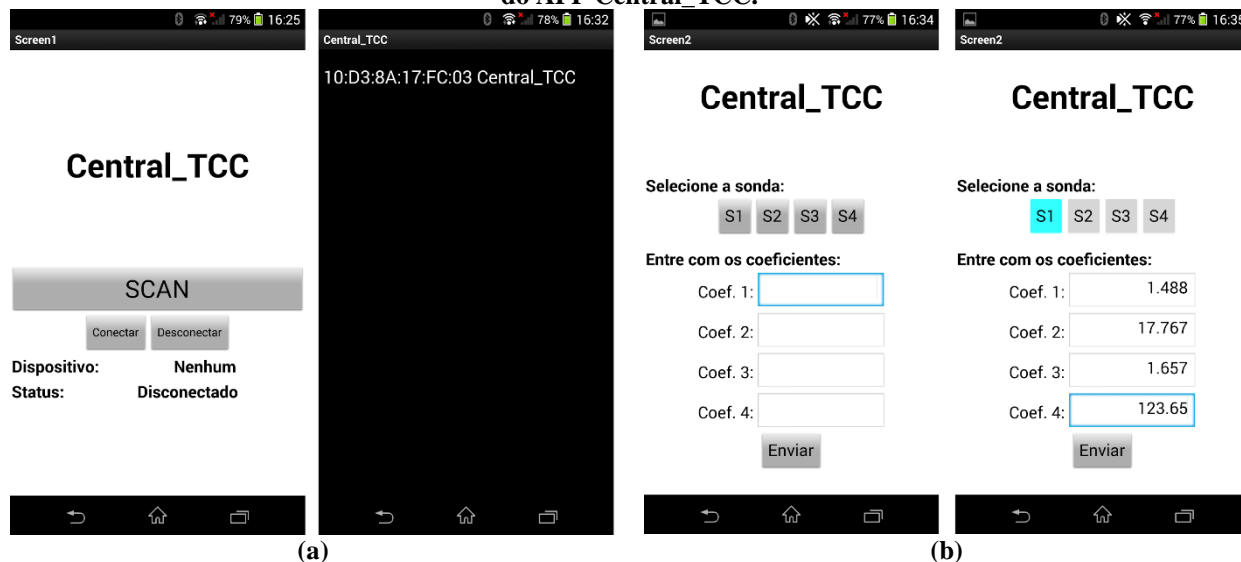 do APP Central_TCC.
79% 16:25
Screen1
Central_TCC
SCAN
Conectar Desconectar
Dispositivo: Nenhum
Status: Disconectado
78% 16:32
Central_TCC
10:D3:8A:17:FC:03 Central_TCC
(a)
77% 16:34
Screen2
Central_TCC
Selecione a sonda:
S1 S2 S3 S4
Entre com os coeficientes:
Coef. 1:
Coef. 2:
Coef. 3:
Coef. 4:
Enviar
77% 16:35
Screen2
Central_TCC
Selecione a sonda:
S1 S2 S3 S4
Entre com os coeficientes:
Coef. 1: 1.488
Coef. 2: 17.767
Coef. 3: 1.657
Coef. 4: 123.65
Enviar
(b)